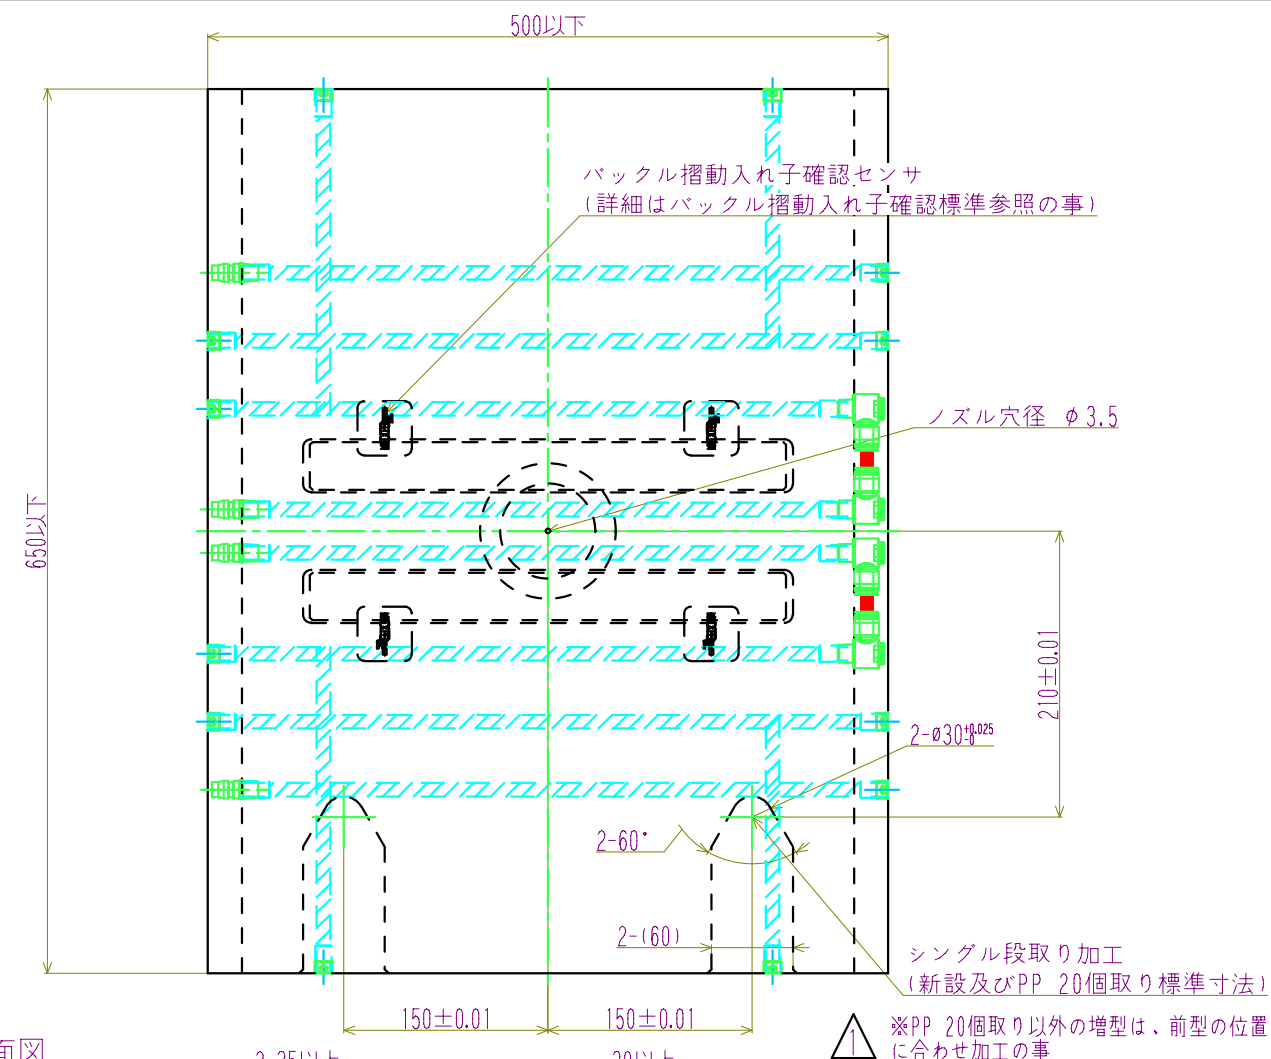 500以下
バックル摺動入れ子確認センサ
(詳細はバックル摺動入れ子確認標準参照の事)
ノズル穴径 φ3.5
650以下
210±0.01
2-ø30
2-60°
2-(60)
シングル段取り加工
(新設及びPP 20個取り標準寸法)
150±0.01
150±0.01
1
※PP 20個取り以外の増型は、前型の位置
に合わせ加工の事
面図